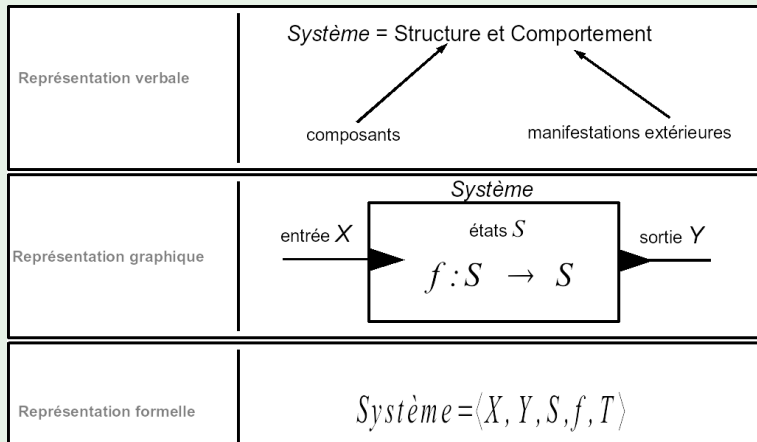 Représentation verbale
Système = Structure et Comportement
composants
manifestations extérieures
Représentation graphique
Système
entrée X
états S
f : S → S
sortie Y
Représentation formelle
Système=⟨X, Y, S, f, T⟩